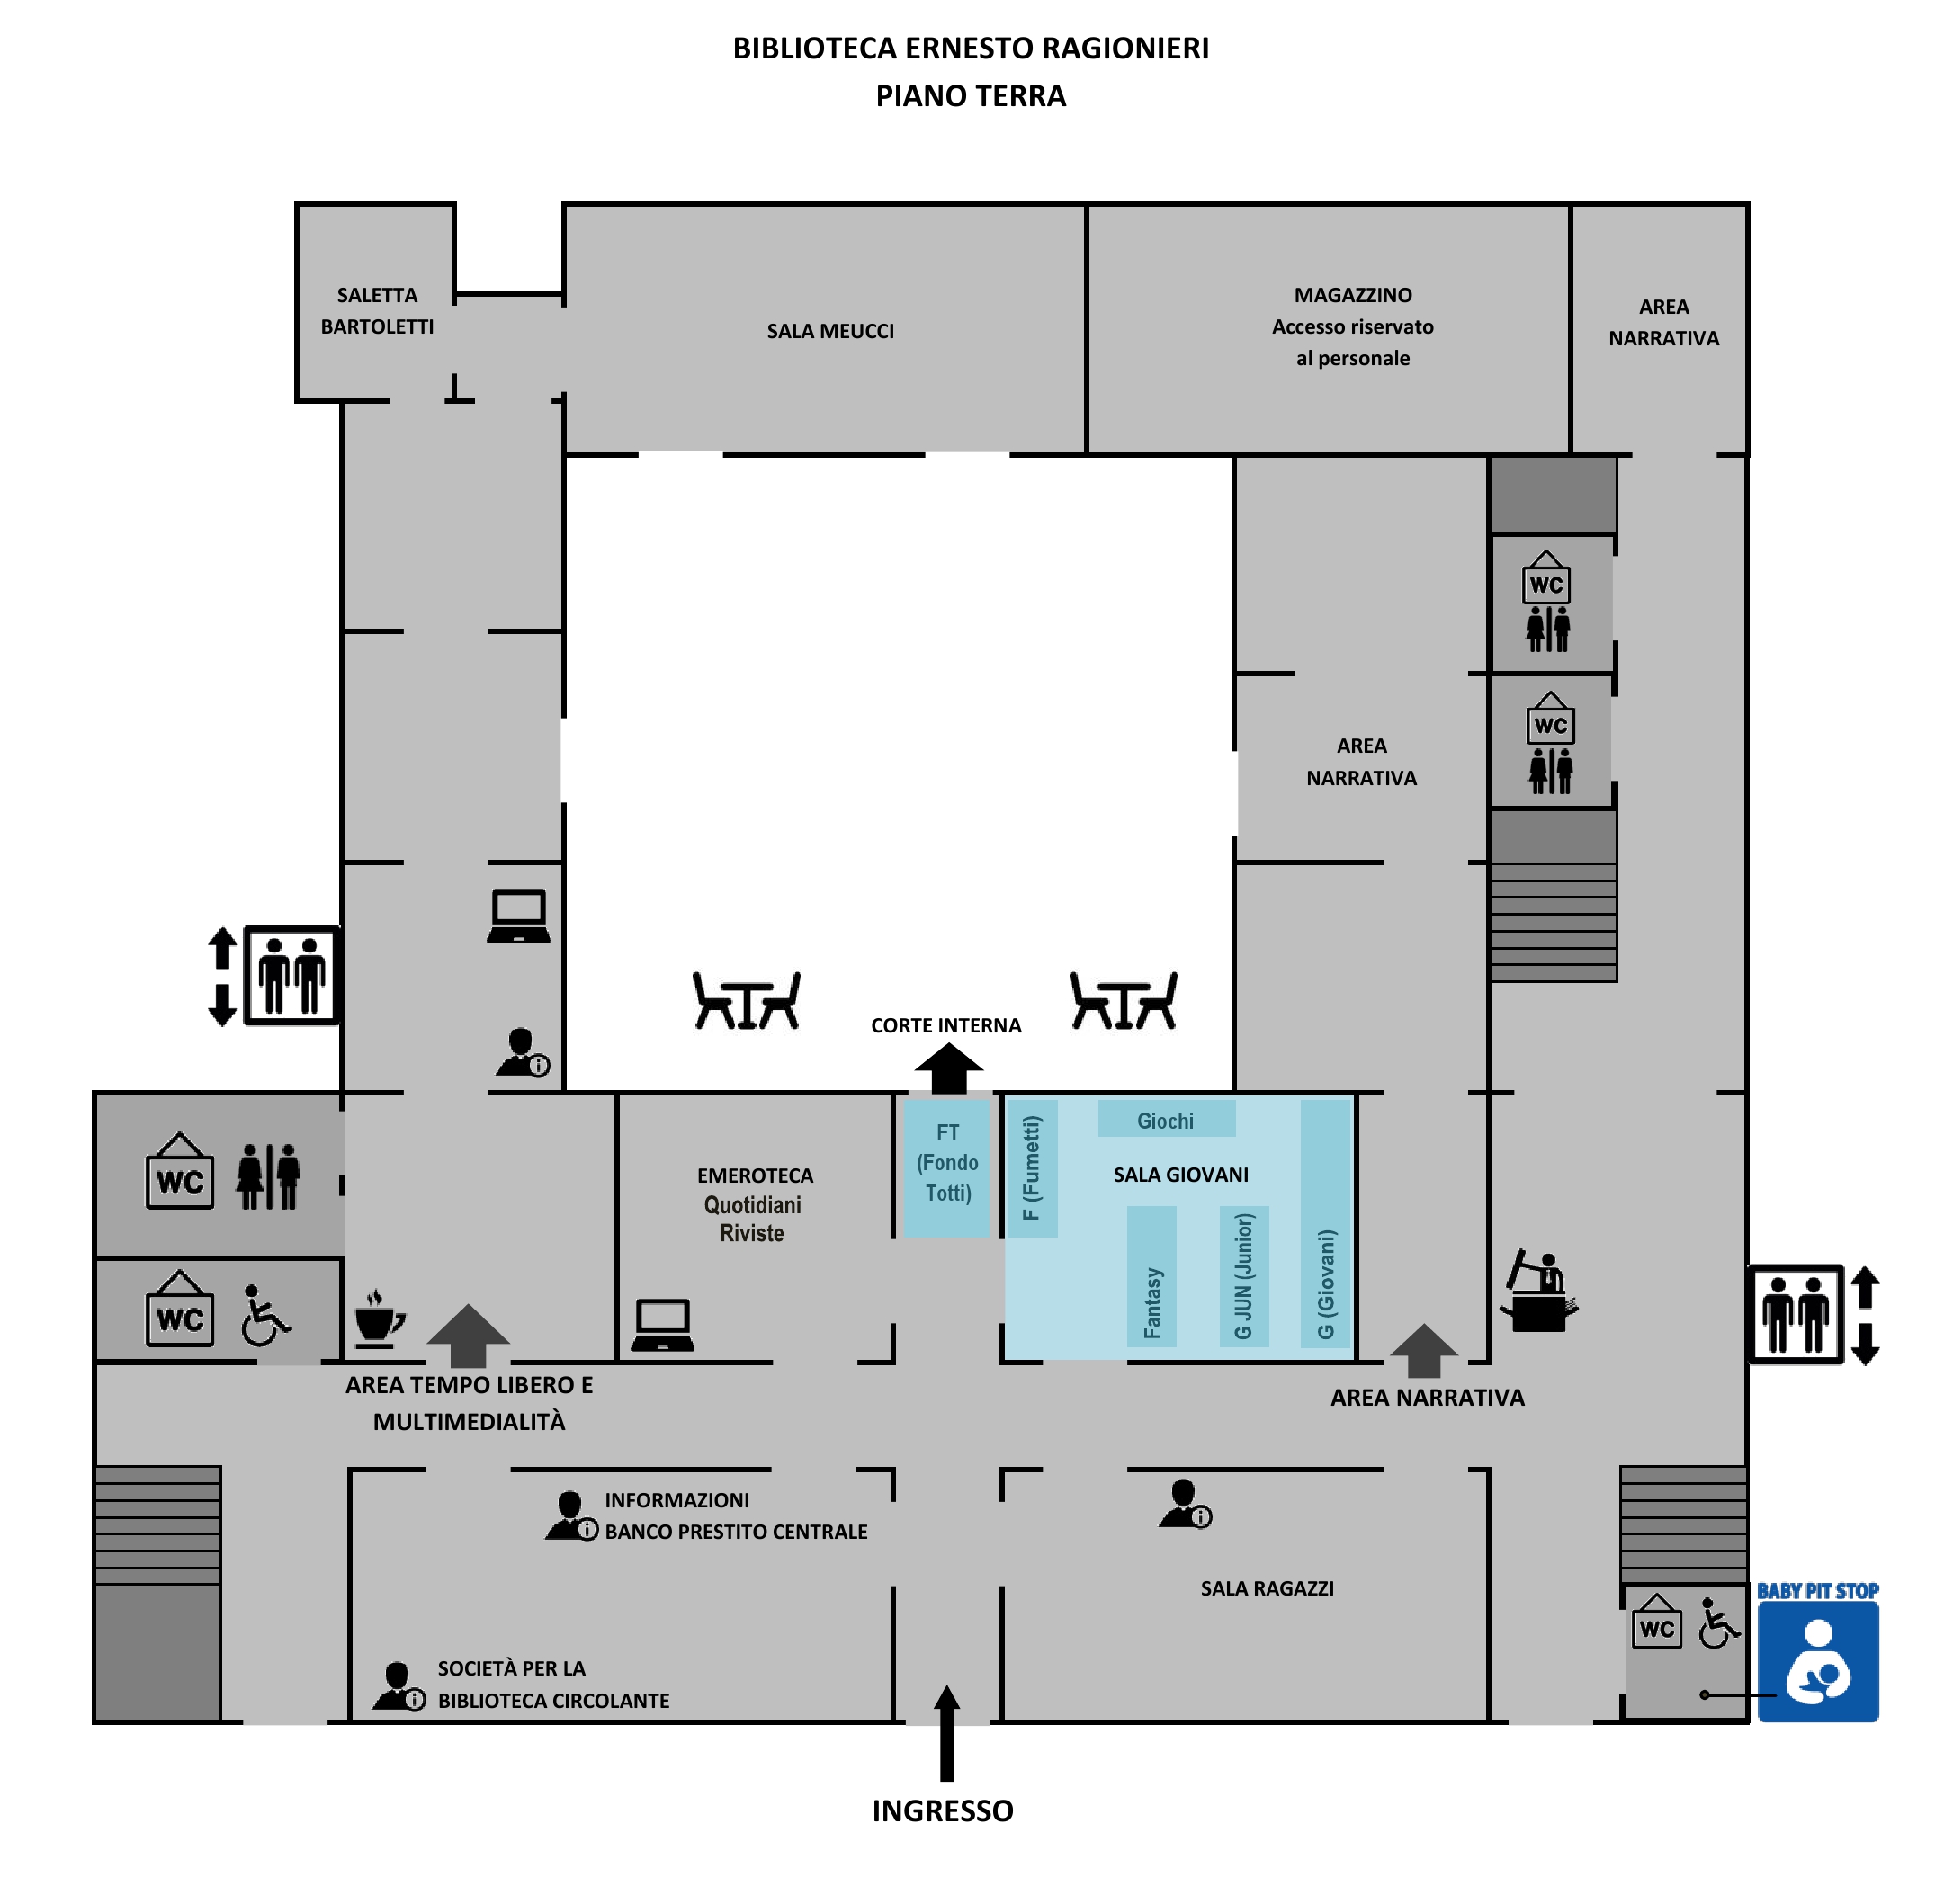 BIBLIOTECA ERNESTO RAGIONIERI
PIANO TERRA
SALETTA
BARTOLETTI
SALA MEUCCI
MAGAZZINO
Accesso riservato
al personale
AREA
NARRATIVA
WC
WC
AREA
NARRATIVA
CORTE INTERNA
WC
WC
EMEROTECA
Quotidiani
Riviste
FT
(Fondo
Totti)
F (Fumetti)
Giochi
SALA GIOVANI
Fantasy
G JUN (Junior)
G (Giovani)
AREA TEMPO LIBERO E
MULTIMEDIALITÀ
AREA NARRATIVA
INFORMAZIONI
BANCO PRESTITO CENTRALE
SALA RAGAZZI
SOCIETÀ PER LA
BIBLIOTECA CIRCOLANTE
WC
BABY PIT STOP
INGRESSO